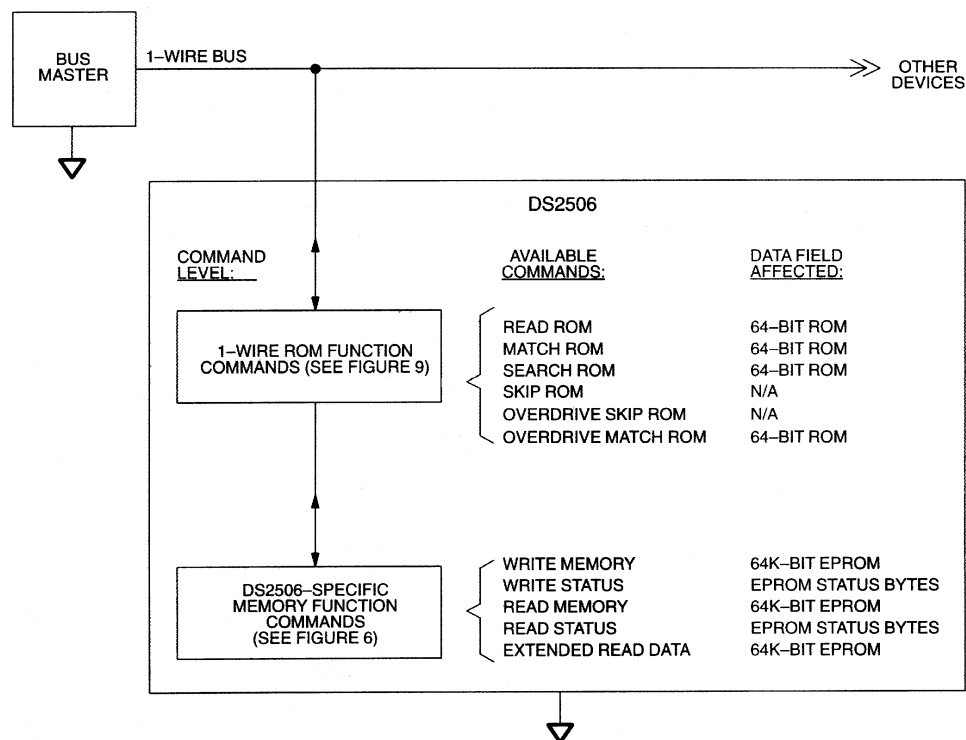 BUS
MASTER
1–WIRE BUS
OTHER
DEVICES
DS2506
COMMAND
LEVEL:
AVAILABLE
COMMANDS:
DATA FIELD
AFFECTED:
1–WIRE ROM FUNCTION
COMMANDS (SEE FIGURE 9)
READ ROM 64–BIT ROM
MATCH ROM 64–BIT ROM
SEARCH ROM 64–BIT ROM
SKIP ROM N/A
OVERDRIVE SKIP ROM N/A
OVERDRIVE MATCH ROM 64–BIT ROM
DS2506–SPECIFIC
MEMORY FUNCTION
COMMANDS
(SEE FIGURE 6)
WRITE MEMORY 64K–BIT EPROM
WRITE STATUS EPROM STATUS BYTES
READ MEMORY 64K–BIT EPROM
READ STATUS EPROM STATUS BYTES
EXTENDED READ DATA 64K–BIT EPROM